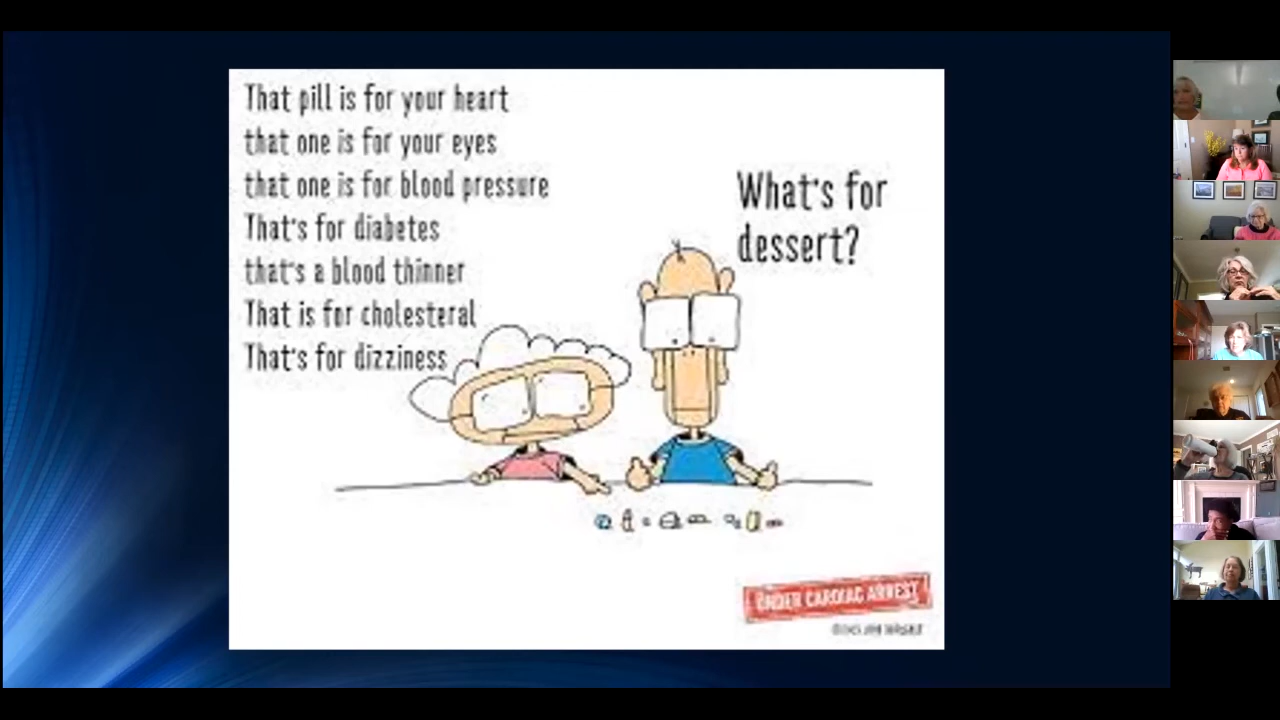 That pill is for your heart
that one is for your eyes
that one is for blood pressure
That's for diabetes
that's a blood thinner
That is for cholesteral
That's for dizziness
What's for
dessert?
UNDER CARDIAC ARREST